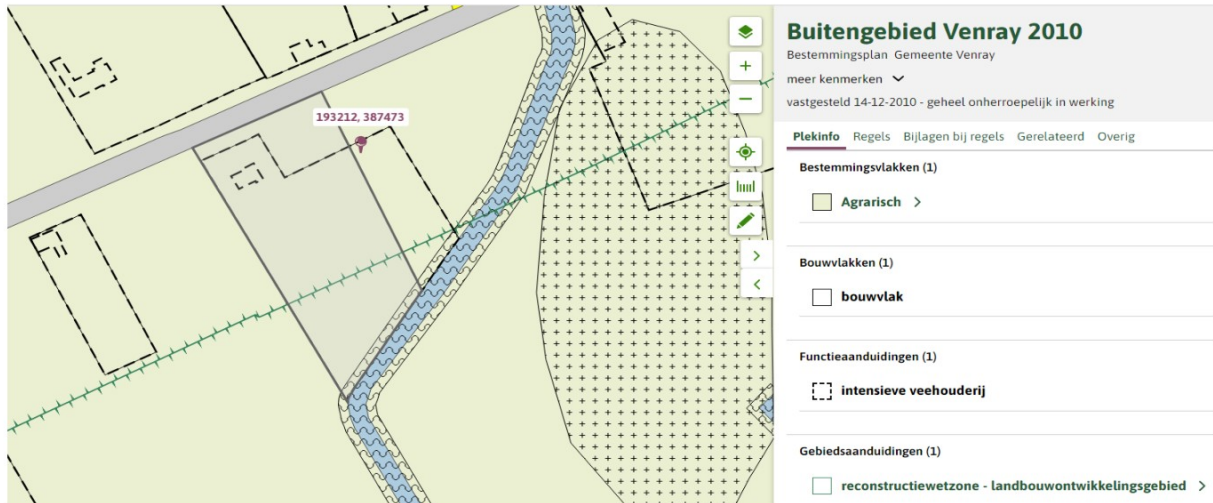 193212, 387473
Buitengebied Venray 2010
Bestemmingsplan Gemeente Venray
meer kenmerken
vastgesteld 14-12-2010 - geheel onherroepelijk in werking
Plekinfo Regels Bijlagen bij regels Gerelateerd Overig
Bestemmingsvlakken (1)
Agrarisch
Bouwvlakken (1)
bouwvlak
Functieaanduidingen (1)
intensieve veehouderij
Gebiedsaanduidingen (1)
reconstructiewetzone - landbouwontwikkelingsgebied